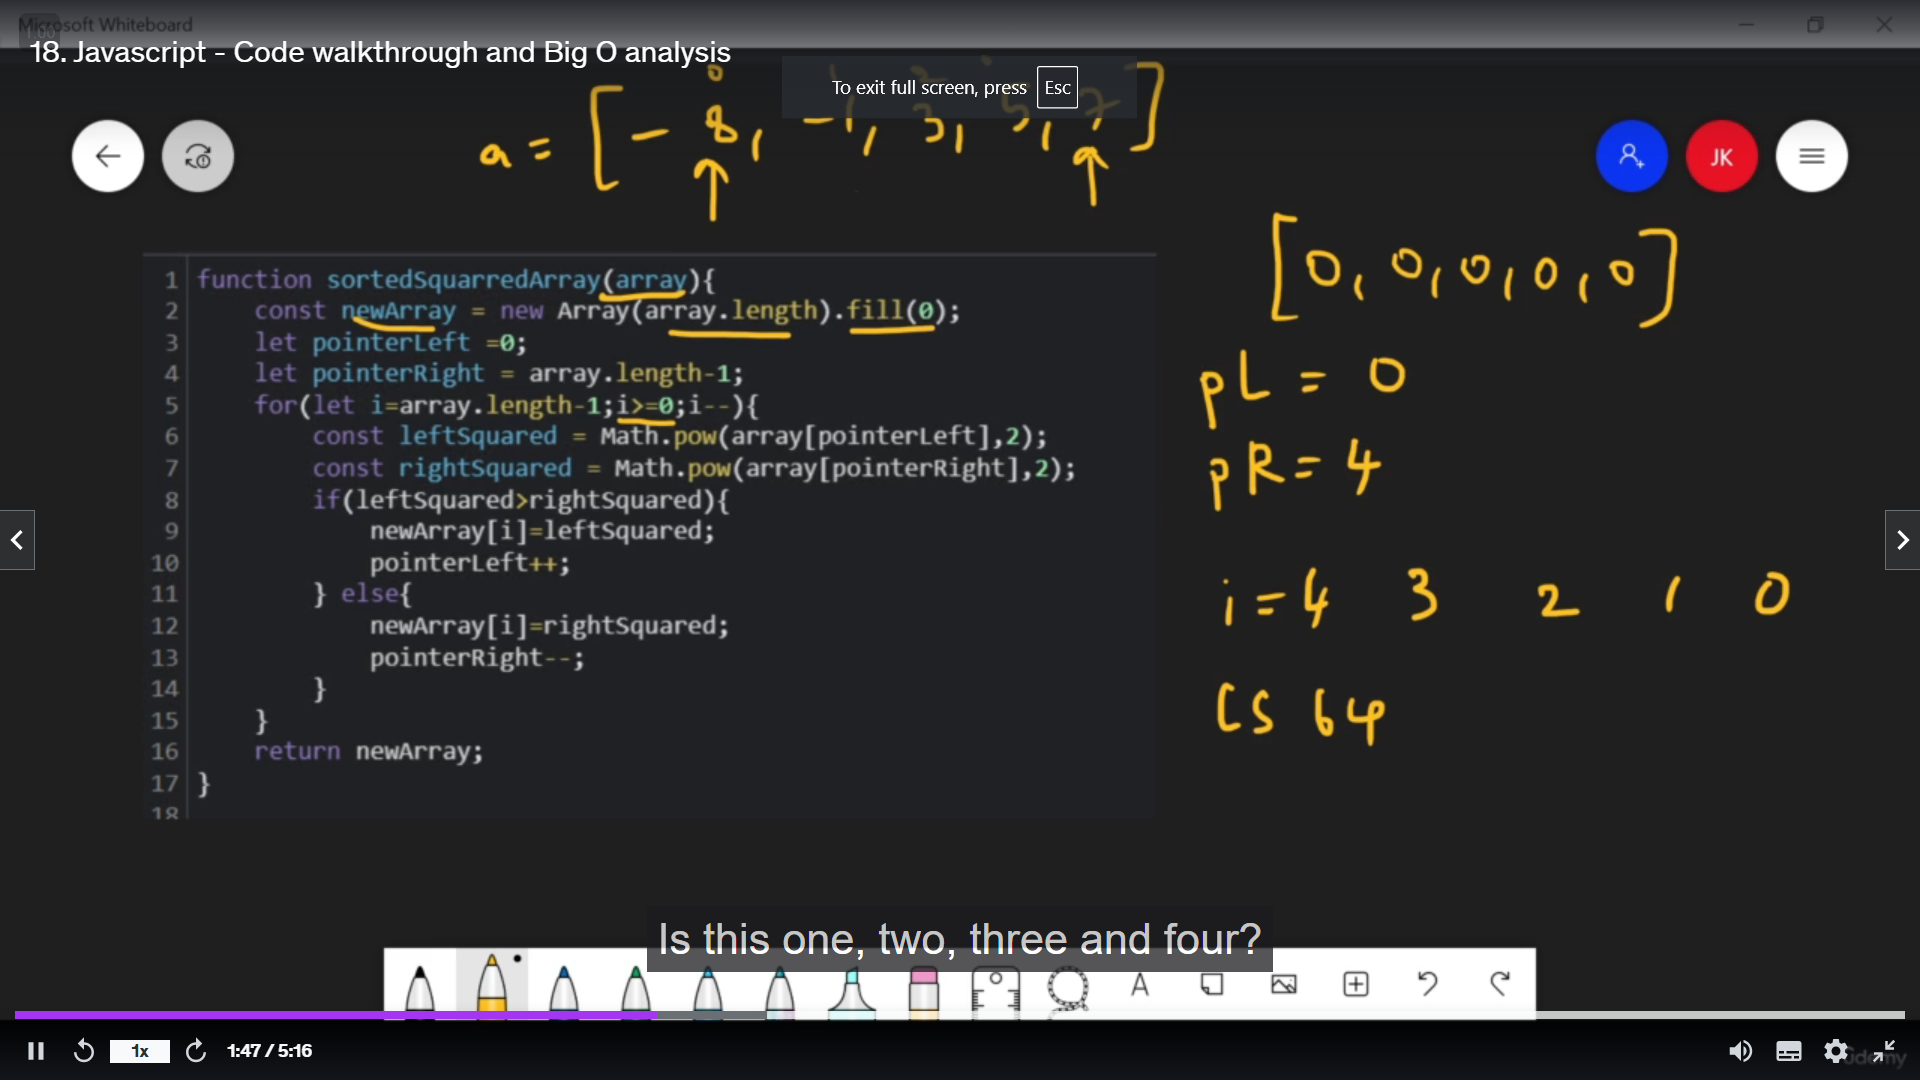 Microsoft Whiteboard
1:00
18. Javascript - Code walkthrough and Big O analysis
To exit full screen, press Esc
0
a = [ - 8, -1, 3, 5, 7 ]
JK
[0, 0, 0, 0, 0]
1 function sortedSquarredArray(array){
2 const newArray = new Array(array.length).fill(0);
3 let pointerLeft =0;
4 let pointerRight = array.length-1;
5 for(let i=array.length-1;i>=0;i--){
6 const leftSquared = Math.pow(array[pointerLeft],2);
7 const rightSquared = Math.pow(array[pointerRight],2);
8 if(leftSquared>rightSquared){
9 newArray[i]=leftSquared;
10 pointerLeft++;
11 } else{
12 newArray[i]=rightSquared;
13 pointerRight--;
14 }
15 }
16 return newArray;
17 }
18
pL = 0
pR = 4
i = 4 3 2 1 0
LS 64
Is this one, two, three and four?
A
1x
1:47 / 5:16
Udemy